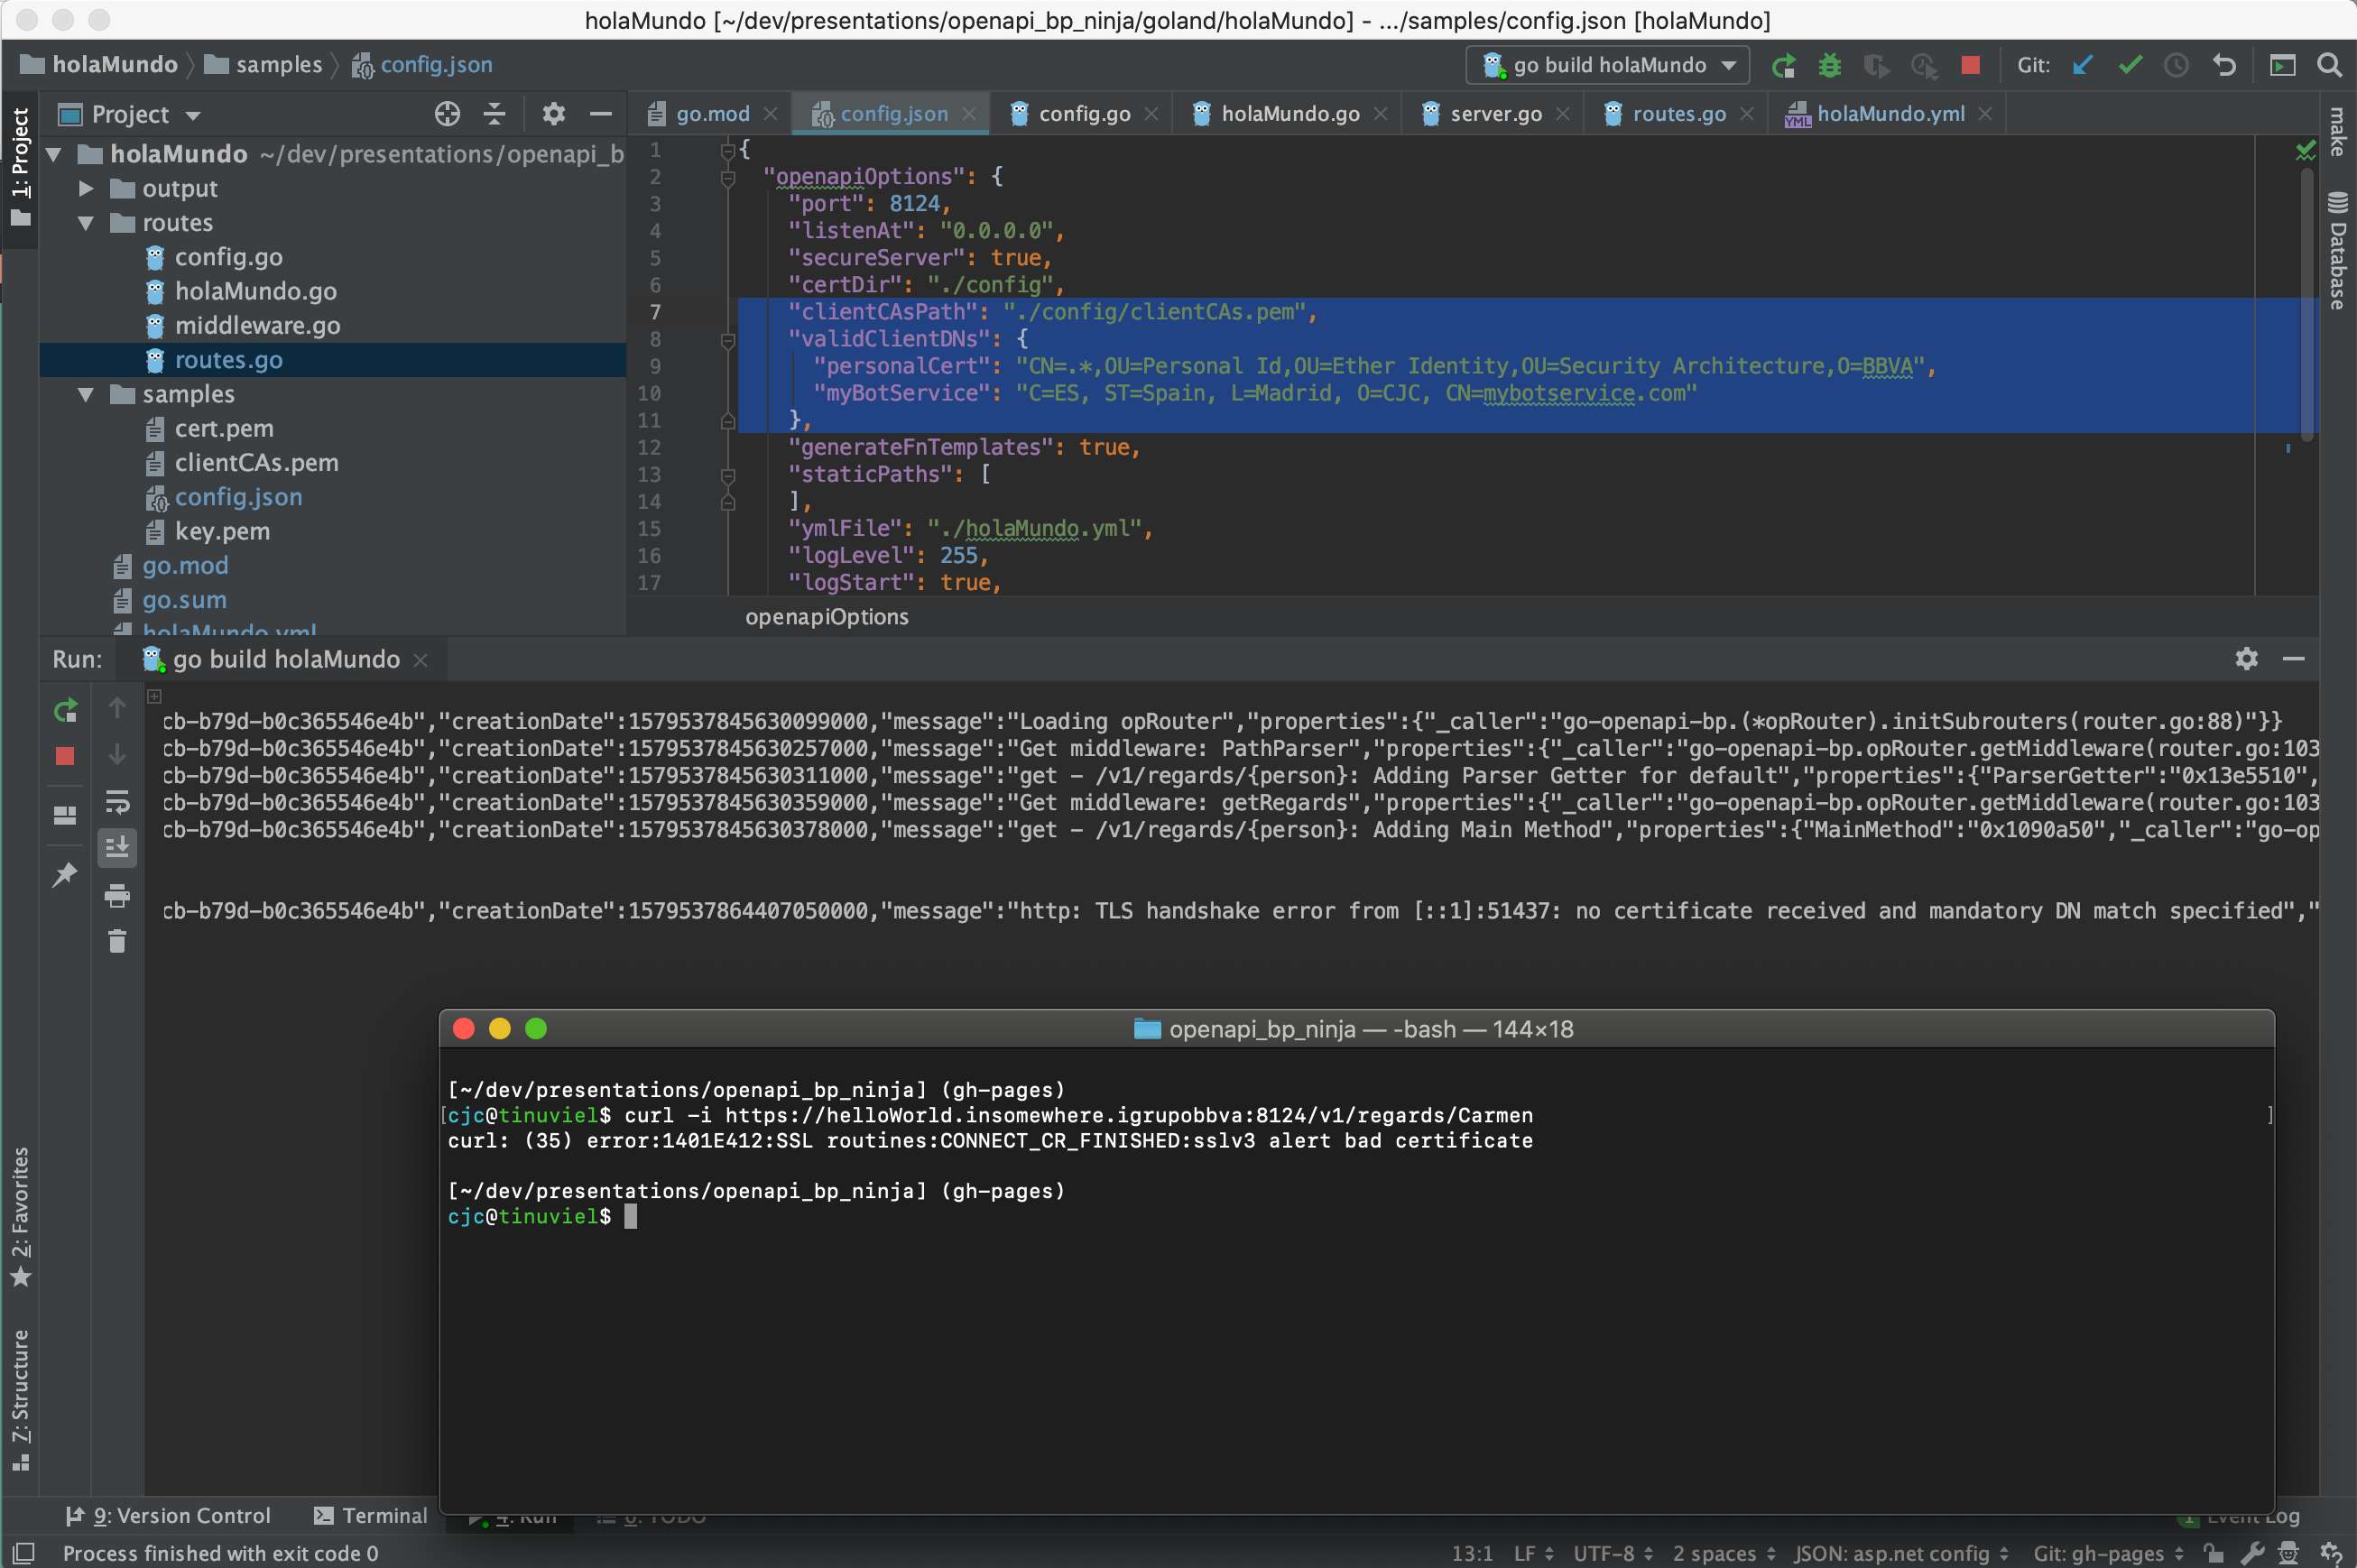 holaMundo [~/dev/presentations/openapi_bp_ninja/goland/holaMundo] - .../samples/config.json [holaMundo]
holaMundo samples config.json
go build holaMundo
Git:
1: Project
Project
go.mod
config.json
config.go
holaMundo.go
server.go
routes.go
YML
holaMundo.yml
make
Database
holaMundo ~/dev/presentations/openapi_b
output
routes
config.go
holaMundo.go
middleware.go
routes.go
samples
cert.pem
clientCAs.pem
config.json
key.pem
go.mod
go.sum
holaMundo.yml
1 {
2 "openapiOptions": {
3 "port": 8124,
4 "listenAt": "0.0.0.0",
5 "secureServer": true,
6 "certDir": "./config",
7 "clientCAsPath": "./config/clientCAs.pem",
8 "validClientDNs": {
9 "personalCert": "CN=.*,OU=Personal Id,OU=Ether Identity,OU=Security Architecture,O=BBVA",
10 "myBotService": "C=ES, ST=Spain, L=Madrid, O=CJC, CN=mybotservice.com"
11 },
12 "generateFnTemplates": true,
13 "staticPaths": [
14 ],
15 "ymlFile": "./holaMundo.yml",
16 "logLevel": 255,
17 "logStart": true,
openapiOptions
Run: go build holaMundo
cb-b79d-b0c365546e4b","creationDate":1579537845630099000,"message":"Loading opRouter","properties":{"_caller":"go-openapi-bp.(*opRouter).initSubrouters(router.go:88)"}}
cb-b79d-b0c365546e4b","creationDate":1579537845630257000,"message":"Get middleware: PathParser","properties":{"_caller":"go-openapi-bp.opRouter.getMiddleware(router.go:103
cb-b79d-b0c365546e4b","creationDate":1579537845630311000,"message":"get - /v1/regards/{person}: Adding Parser Getter for default","properties":{"ParserGetter":"0x13e5510",
cb-b79d-b0c365546e4b","creationDate":1579537845630359000,"message":"Get middleware: getRegards","properties":{"_caller":"go-openapi-bp.opRouter.getMiddleware(router.go:103
cb-b79d-b0c365546e4b","creationDate":1579537845630378000,"message":"get - /v1/regards/{person}: Adding Main Method","properties":{"MainMethod":"0x1090a50","_caller":"go-op
cb-b79d-b0c365546e4b","creationDate":1579537864407050000,"message":"http: TLS handshake error from [::1]:51437: no certificate received and mandatory DN match specified","
openapi_bp_ninja — -bash — 144×18
[~/dev/presentations/openapi_bp_ninja] (gh-pages)
[cjc@tinuviel$ curl -i https://helloWorld.insomewhere.igrupobbva:8124/v1/regards/Carmen ]
curl: (35) error:1401E412:SSL routines:CONNECT_CR_FINISHED:sslv3 alert bad certificate
[~/dev/presentations/openapi_bp_ninja] (gh-pages)
cjc@tinuviel$
2: Favorites
7: Structure
9: Version Control
Terminal
4: Run
6: TODO
1 Event Log
Process finished with exit code 0
13:1 LF UTF-8 2 spaces JSON: asp.net config Git: gh-pages